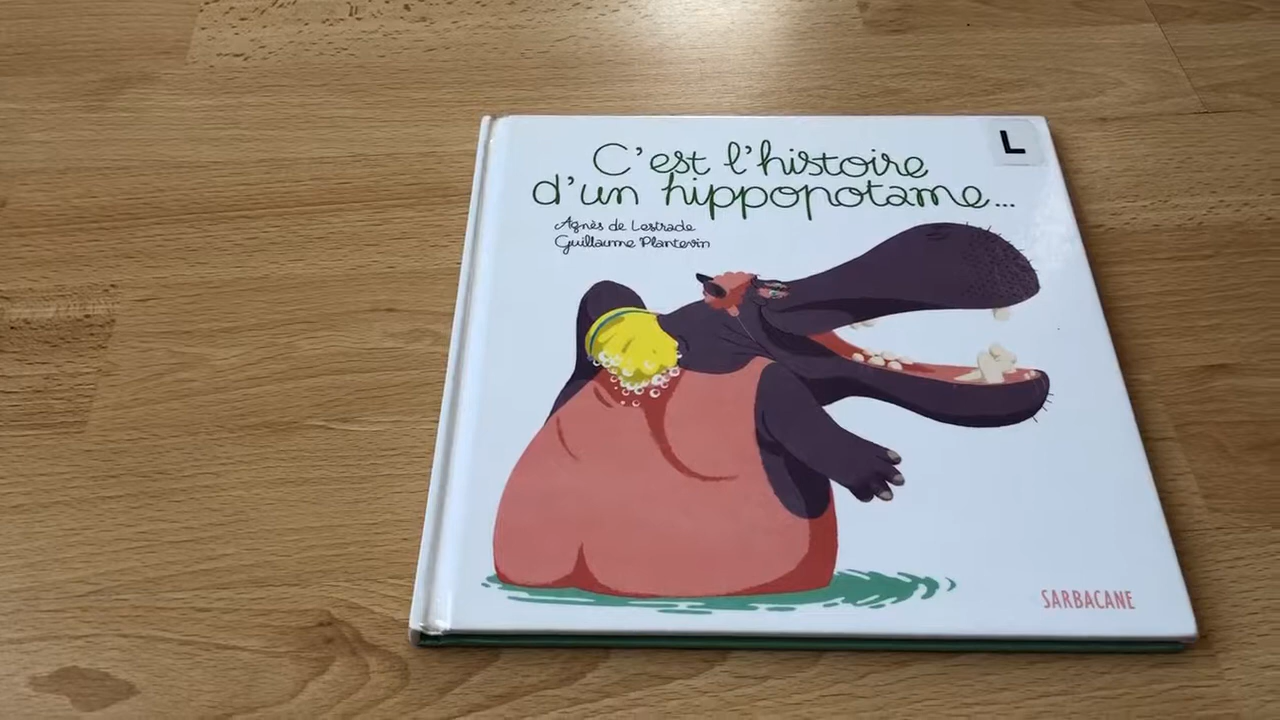 L
C'est l'histoire
d'un hippopotame...
Agnès de Lestrade
Guillaume Plantevin
SARBACANE